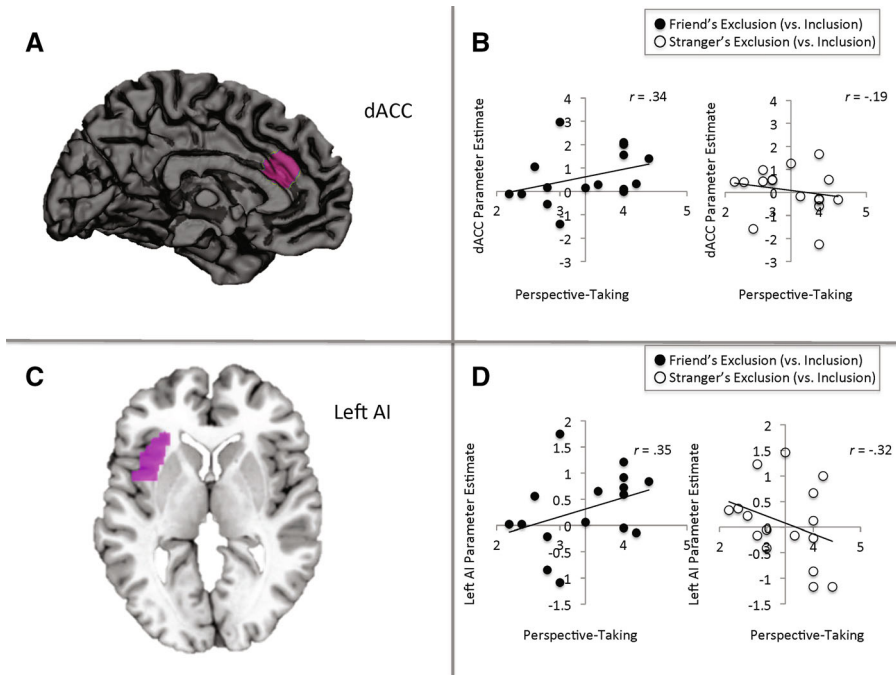 A
dACC
B
● Friend's Exclusion (vs. Inclusion)
○ Stranger's Exclusion (vs. Inclusion)
dACC Parameter Estimate
r = .34
4
3
2
1
0
-1
-2
-3
2
3
4
5
Perspective-Taking
dACC Parameter Estimate
r = -.19
4
3
2
1
0
-1
-2
-3
2
3
4
5
Perspective-Taking
C
Left AI
D
● Friend's Exclusion (vs. Inclusion)
○ Stranger's Exclusion (vs. Inclusion)
Left AI Parameter Estimate
r = .35
2
1.5
1
0.5
0
-0.5
-1
-1.5
2
3
4
5
Perspective-Taking
Left AI Parameter Estimate
r = -.32
2
1.5
1
0.5
0
-0.5
-1
-1.5
2
3
4
5
Perspective-Taking